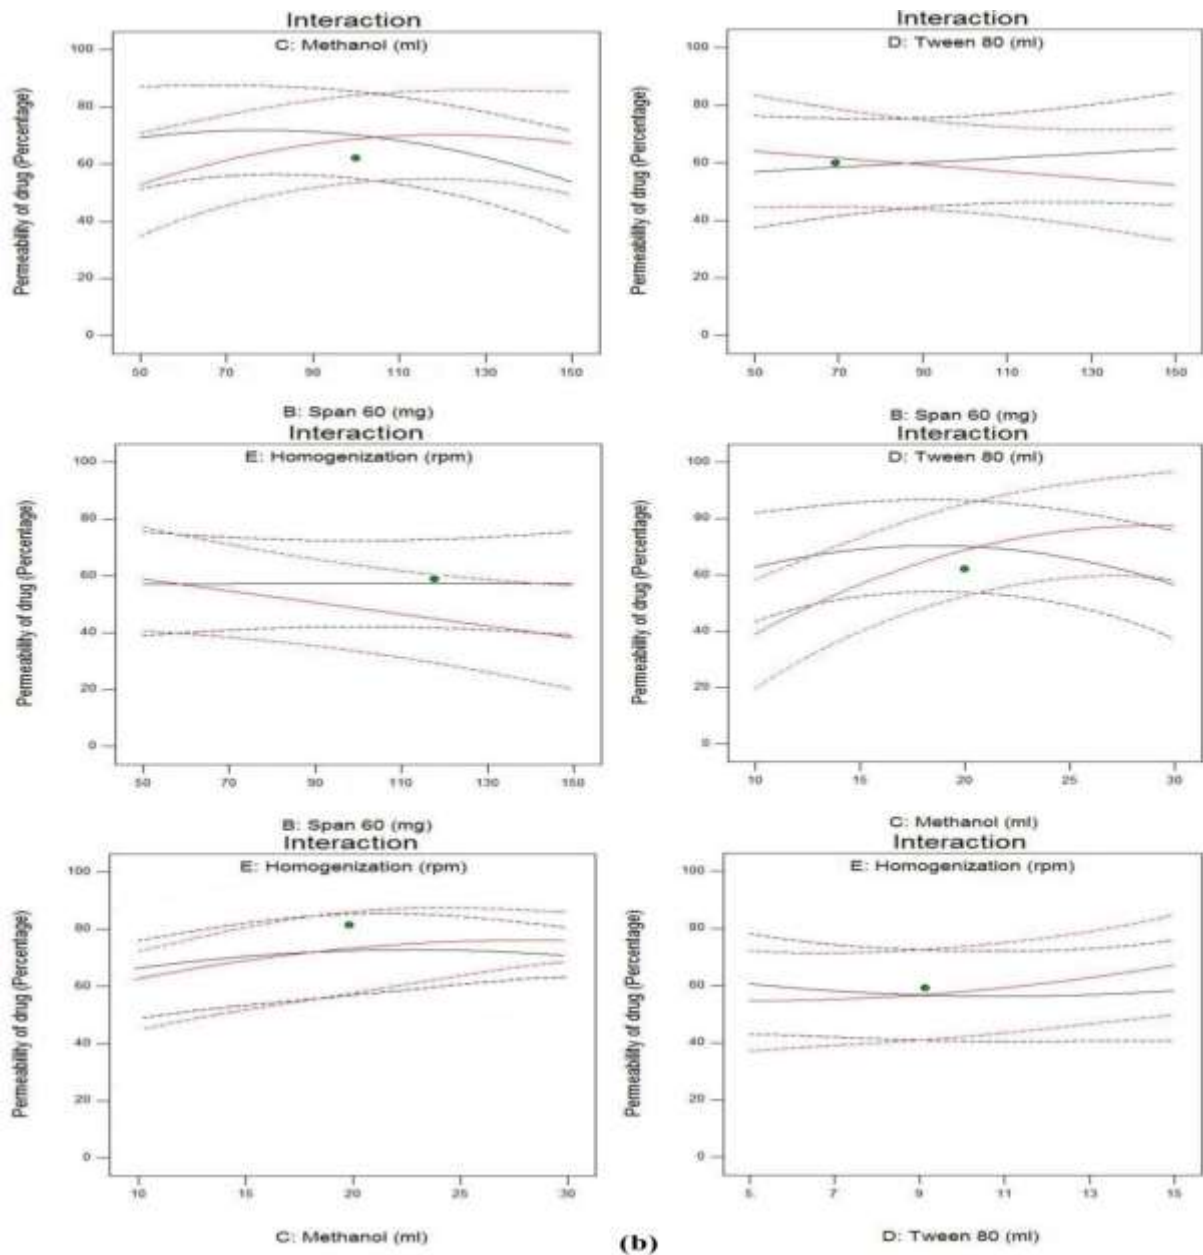 Interaction
C: Methanol (ml)
Permeability of drug (Percentage)
100
80
60
40
20
0
50 70 90 110 130 150
B: Span 60 (mg)
Interaction
D: Tween 80 (ml)
Permeability of drug (Percentage)
100
80
60
40
20
0
50 70 90 110 130 150
B: Span 60 (mg)
Interaction
E: Homogenization (rpm)
Permeability of drug (Percentage)
100
80
60
40
20
0
50 70 90 110 130 150
B: Span 60 (mg)
Interaction
D: Tween 80 (ml)
Permeability of drug (Percentage)
100
80
60
40
20
0
10 15 20 25 30
C: Methanol (ml)
Interaction
E: Homogenization (rpm)
Permeability of drug (Percentage)
100
80
60
40
20
0
10 15 20 25 30
C: Methanol (ml)
Interaction
E: Homogenization (rpm)
Permeability of drug (Percentage)
100
80
60
40
20
0
5. 7 9 11 13 15
D: Tween 80 (ml)
(b)